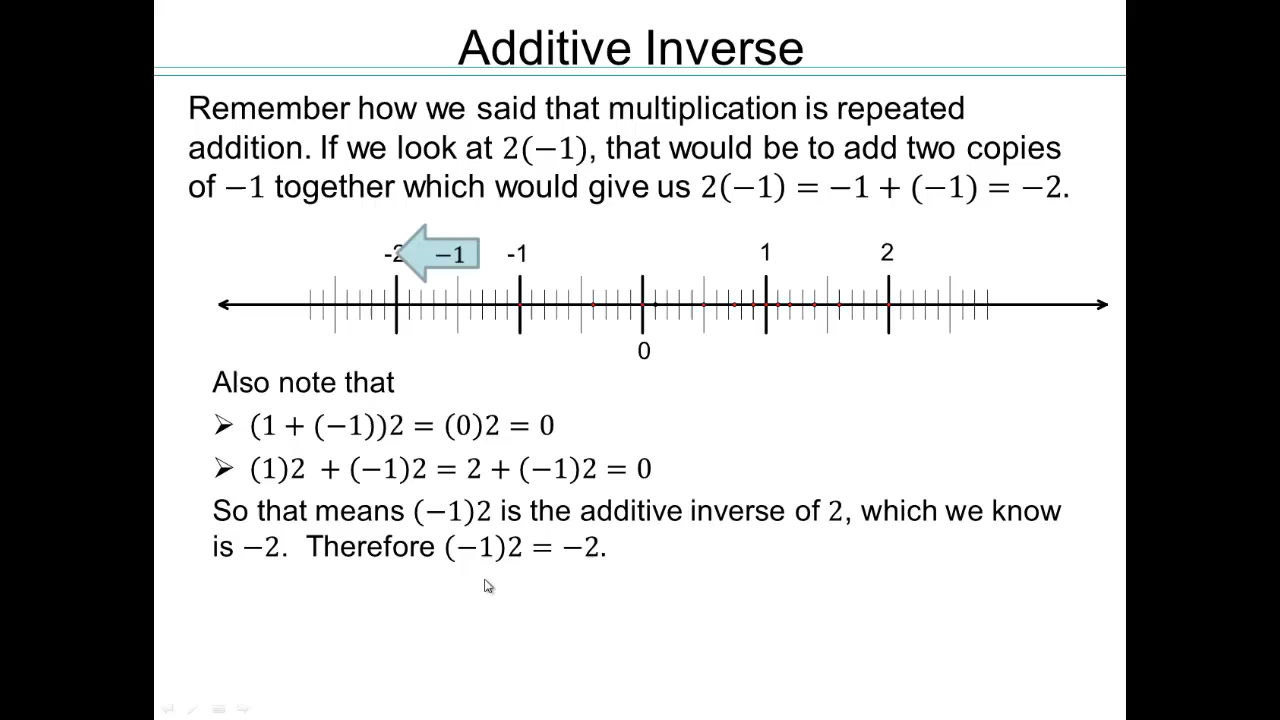 Additive Inverse
Remember how we said that multiplication is repeated
addition. If we look at 2(−1), that would be to add two copies
of −1 together which would give us 2(−1) = −1 + (−1) = −2.
-2 −1 -1 1 2
0
Also note that
➢ (1 + (−1))2 = (0)2 = 0
➢ (1)2 + (−1)2 = 2 + (−1)2 = 0
So that means (−1)2 is the additive inverse of 2, which we know
is −2. Therefore (−1)2 = −2.